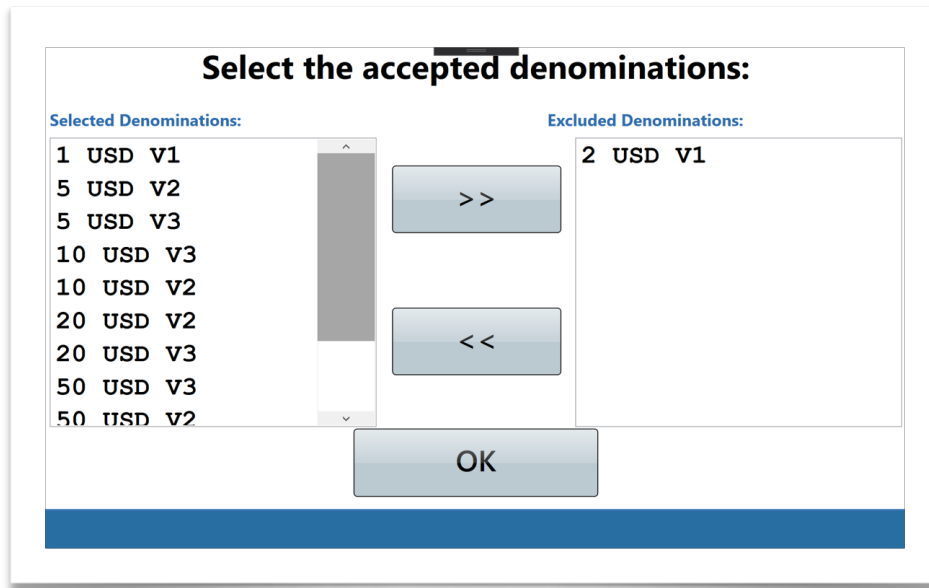 Select the accepted denominations:
Selected Denominations:
Excluded Denominations:
1 USD V1
5 USD V2
5 USD V3
10 USD V3
10 USD V2
20 USD V2
20 USD V3
50 USD V3
50 USD V2
>>
<<
2 USD V1
OK